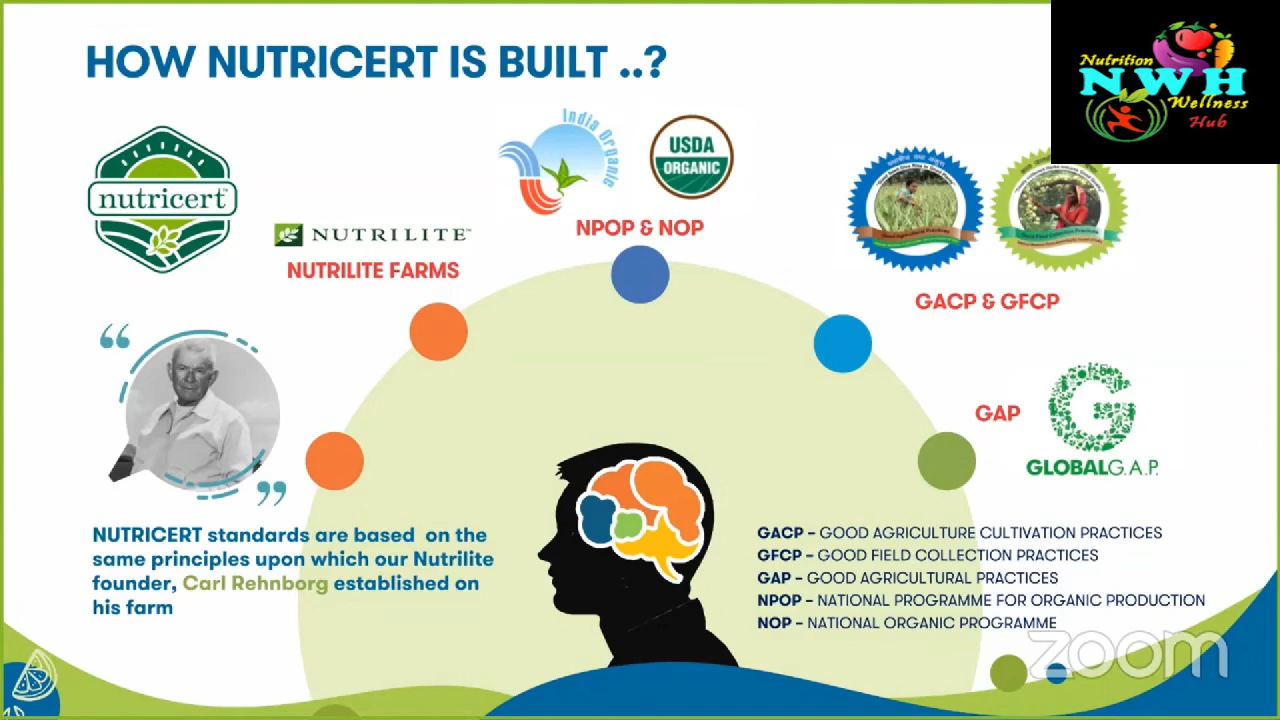 HOW NUTRICERT IS BUILT ..?
Nutrition
NWH
Wellness
Hub
nutricert™
NUTRILITE™
NUTRILITE FARMS
India Organic
USDA
ORGANIC
NPOP & NOP
GACP & GFCP
GAP
GLOBALG.A.P.
NUTRICERT standards are based on the
same principles upon which our Nutrilite
founder, Carl Rehnborg established on
his farm
GACP – GOOD AGRICULTURE CULTIVATION PRACTICES
GFCP – GOOD FIELD COLLECTION PRACTICES
GAP – GOOD AGRICULTURAL PRACTICES
NPOP – NATIONAL PROGRAMME FOR ORGANIC PRODUCTION
NOP – NATIONAL ORGANIC PROGRAMME
zoom